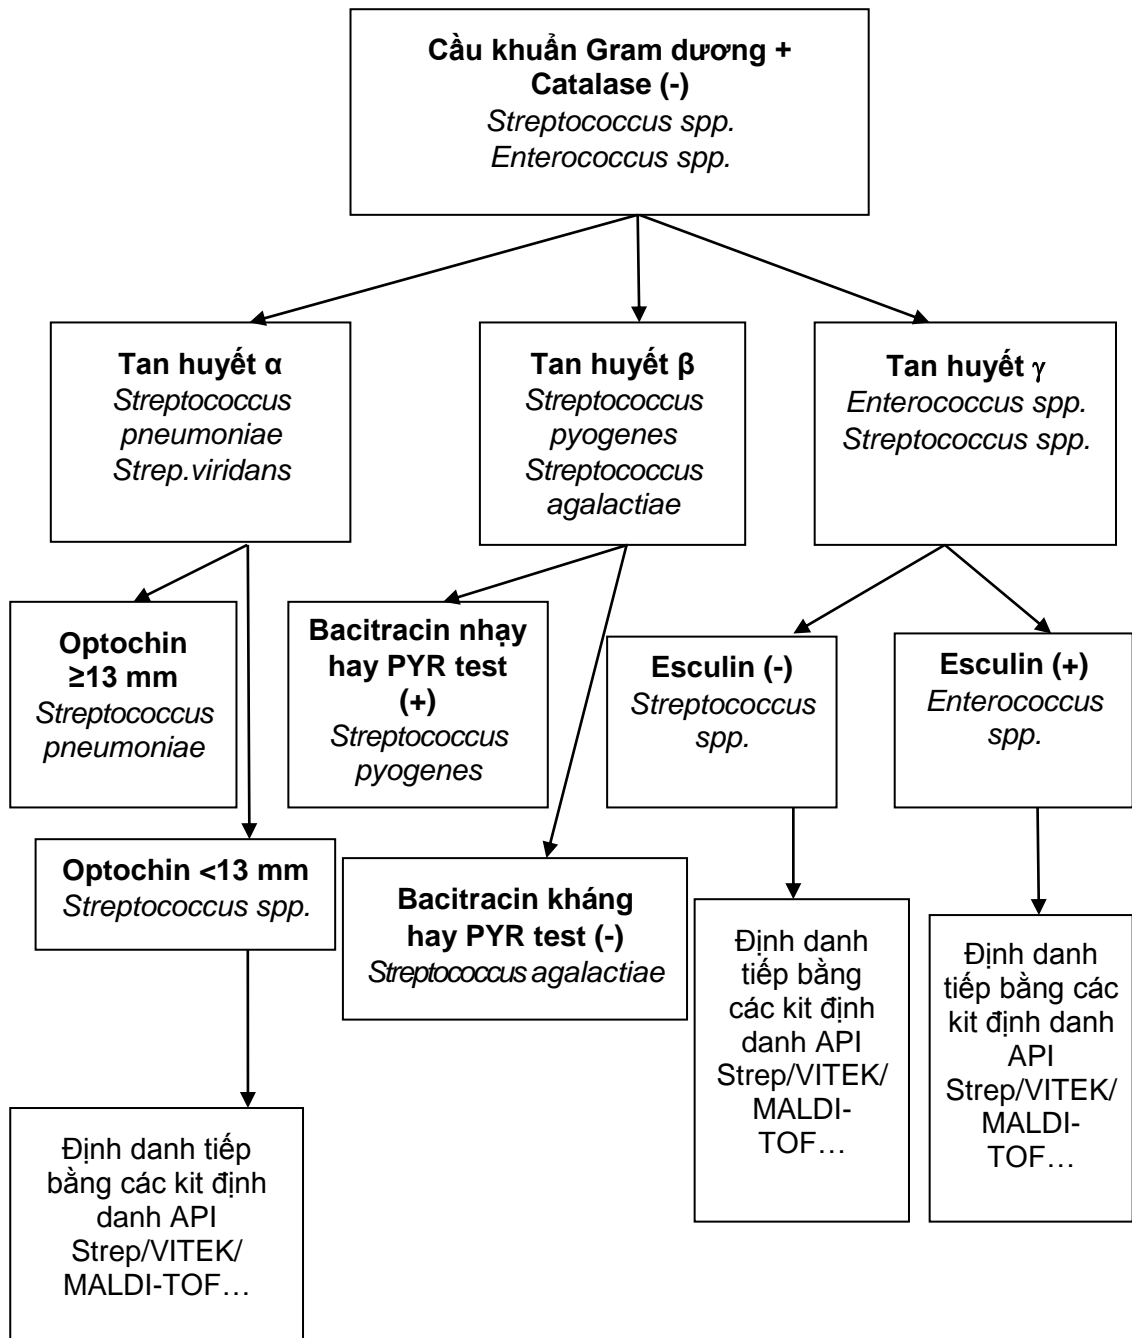 Cầu khuẩn Gram dương +
Catalase (-)
Streptococcus spp.
Enterococcus spp.
Tan huyết α
Streptococcus
pneumoniae
Strep.viridans
Tan huyết β
Streptococcus
pyogenes
Streptococcus
agalactiae
Tan huyết γ
Enterococcus spp.
Streptococcus spp.
Optochin
≥13 mm
Streptococcus
pneumoniae
Bacitracin nhạy
hay PYR test
(+)
Streptococcus
pyogenes
Esculin (-)
Streptococcus
spp.
Esculin (+)
Enterococcus
spp.
Optochin <13 mm
Streptococcus spp.
Bacitracin kháng
hay PYR test (-)
Streptococcus agalactiae
Định danh
tiếp bằng
các kit định
danh API
Strep/VITEK/
MALDI-
TOF…
Định danh
tiếp bằng các
kit định danh
API
Strep/VITEK/
MALDI-
TOF…
Định danh tiếp
bằng các kit định
danh API
Strep/VITEK/
MALDI-TOF…